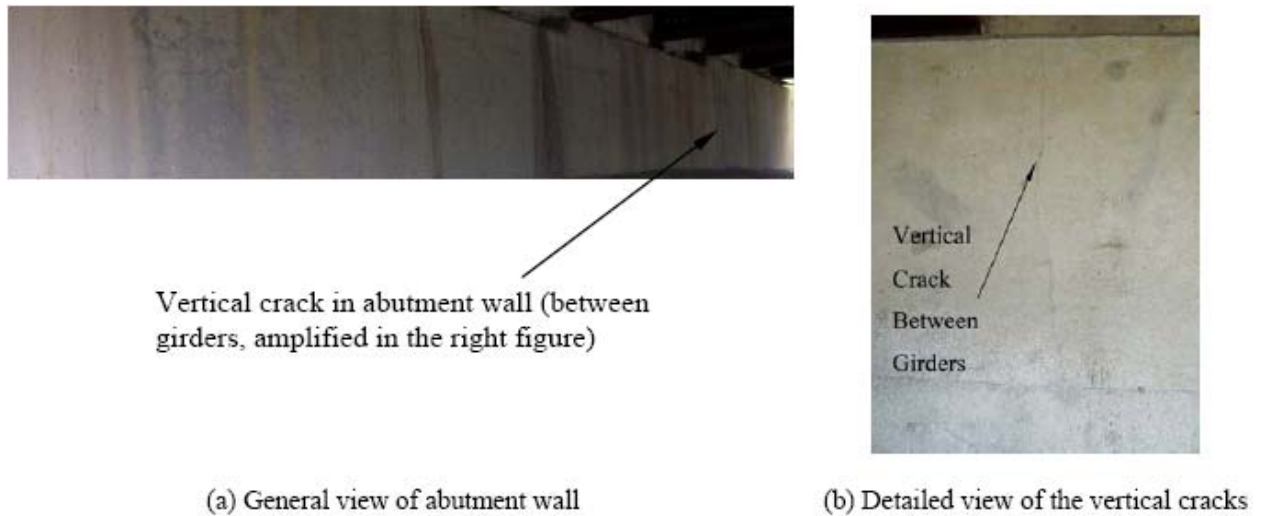 Vertical crack in abutment wall (between
girders, amplified in the right figure)
Vertical
Crack
Between
Girders
(a) General view of abutment wall
(b) Detailed view of the vertical cracks